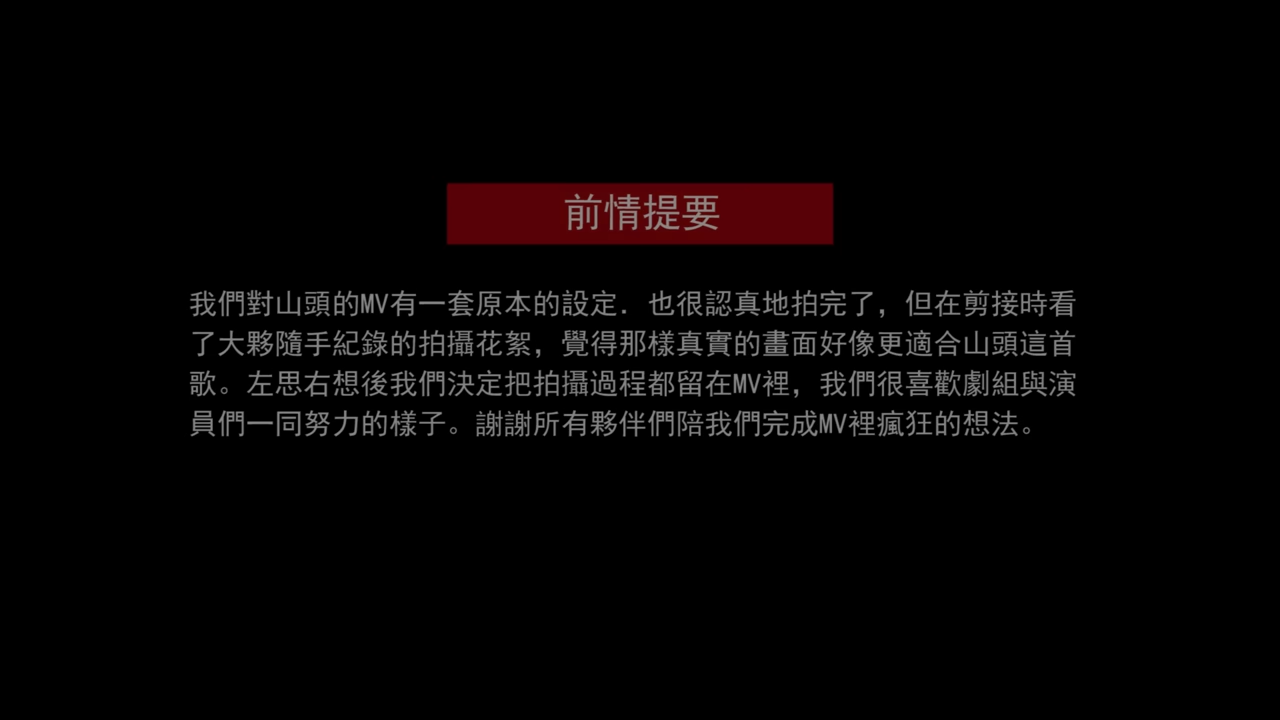 前情提要
我們對山頭的MV有一套原本的設定．也很認真地拍完了，但在剪接時看
了大夥隨手紀錄的拍攝花絮，覺得那樣真實的畫面好像更適合山頭這首
歌。左思右想後我們決定把拍攝過程都留在MV裡，我們很喜歡劇組與演
員們一同努力的樣子。謝謝所有夥伴們陪我們完成MV裡瘋狂的想法。